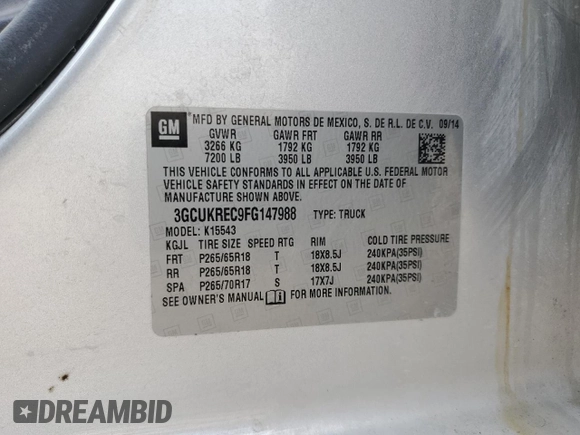 GM
MFD BY GENERAL MOTORS DE MEXICO, S. DE R.L. DE C.V. 09/14
GVWR GAWR FRT GAWR RR
3266 KG 1792 KG 1792 KG
7200 LB 3950 LB 3950 LB
THIS VEHICLE CONFORMS TO ALL APPLICABLE U.S. FEDERAL MOTOR
VEHICLE SAFETY STANDARDS IN EFFECT ON THE DATE OF
MANUFACTURE SHOWN ABOVE.
3GCUKREC9FG147988 TYPE: TRUCK
MODEL: K15543
KGJL TIRE SIZE SPEED RTG RIM COLD TIRE PRESSURE
FRT P265/65R18 T 18X8.5J 240KPA(35PSI)
RR P265/65R18 T 18X8.5J 240KPA(35PSI)
SPA P265/70R17 S 17X7J 240KPA(35PSI)
SEE OWNER'S MANUAL FOR MORE INFORMATION.
DREAMBID